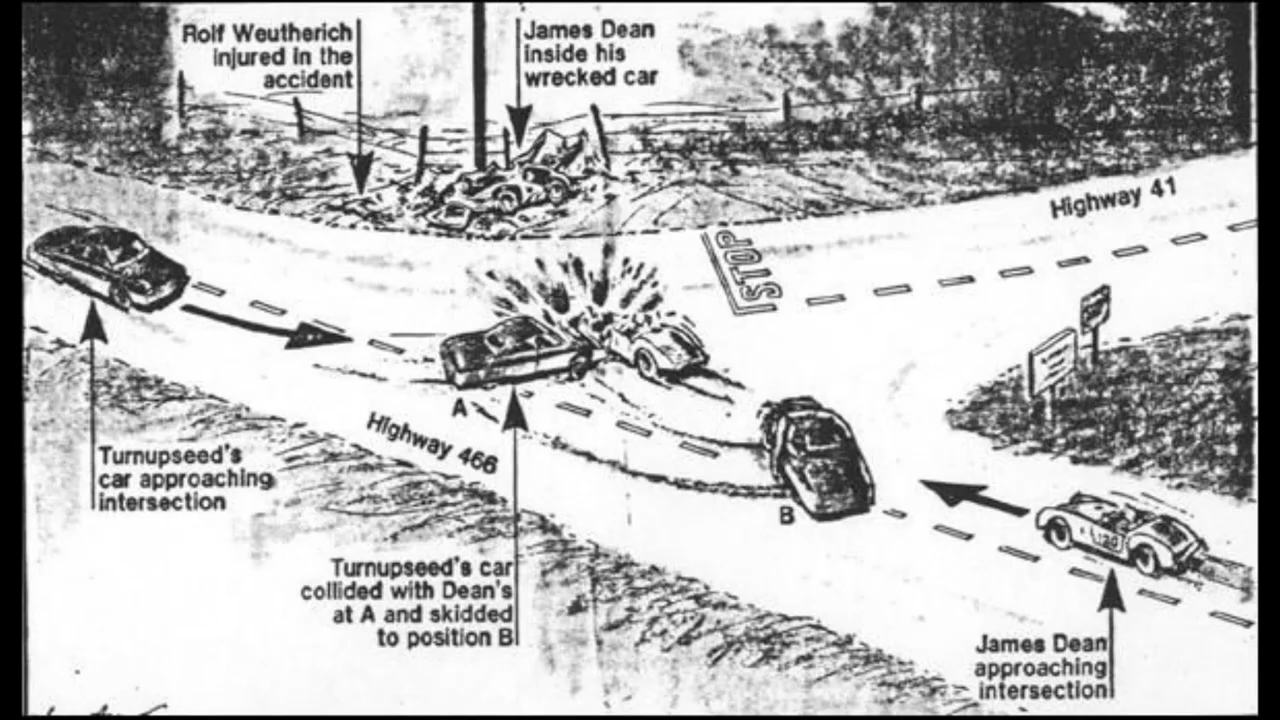 Rolf Weutherich
injured in the
accident
James Dean
inside his
wrecked car
Highway 41
STOP
A
Highway 466
B
Turnupseed's
car approaching
intersection
Turnupseed's car
collided with Dean's
at A and skidded
to position B
James Dean
approaching
intersection